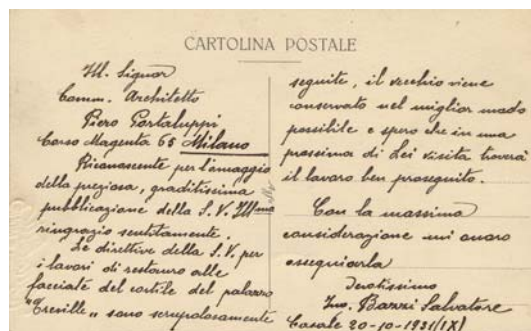 CARTOLINA POSTALE
Ill. Signor
Comm. Architetto
Piero Portaluppi
Corso Magenta 65 Milano
Riconoscente per l'omaggio
della preziosa, graditissima
pubblicazione della S. V. Ill.ma
ringrazio sentitamente.
Le direttive della S. V. per
i lavori di restauro alle
facciate del cortile del palazzo
"Treville" sono scrupolosamente
seguite, il vecchio viene
conservato nel miglior modo
possibile e spero che in una
prossima di Lei visita troverà
il lavoro ben proseguito.
Con la massima
considerazione mi onoro
ossequiarla
Devotissimo
Ing. Bazzi Salvatore
Casale 20-10-1931 (IX)